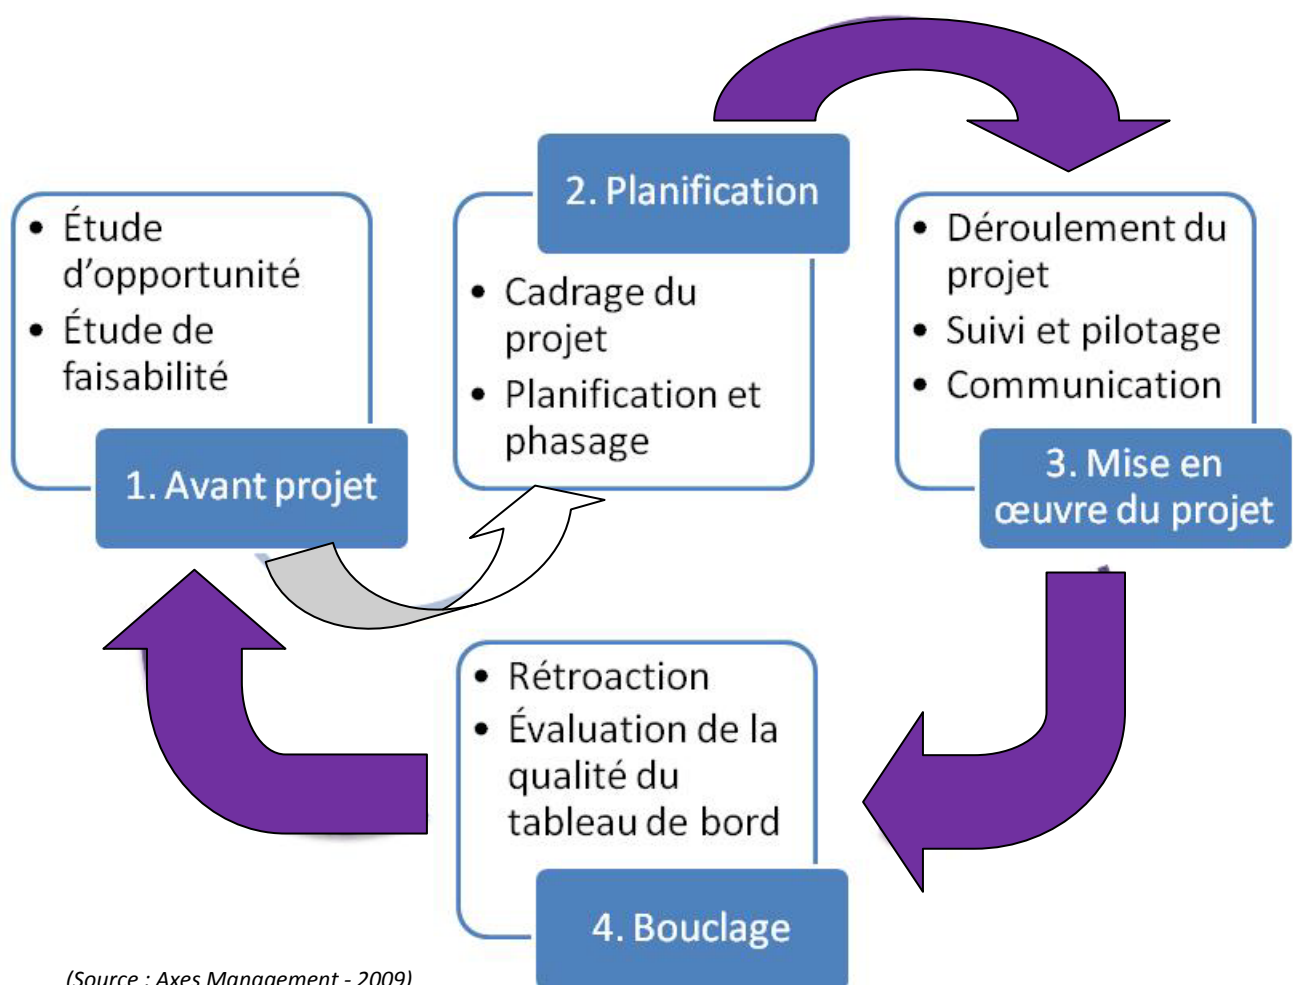 • Étude
d’opportunité
• Étude de
faisabilité
1. Avant projet
2. Planification
• Cadrage du
projet
• Planification et
phasage
• Déroulement du
projet
• Suivi et pilotage
• Communication
3. Mise en
œuvre du projet
• Rétroaction
• Évaluation de la
qualité du
tableau de bord
4. Bouclage
(Source : Axes Management - 2009)